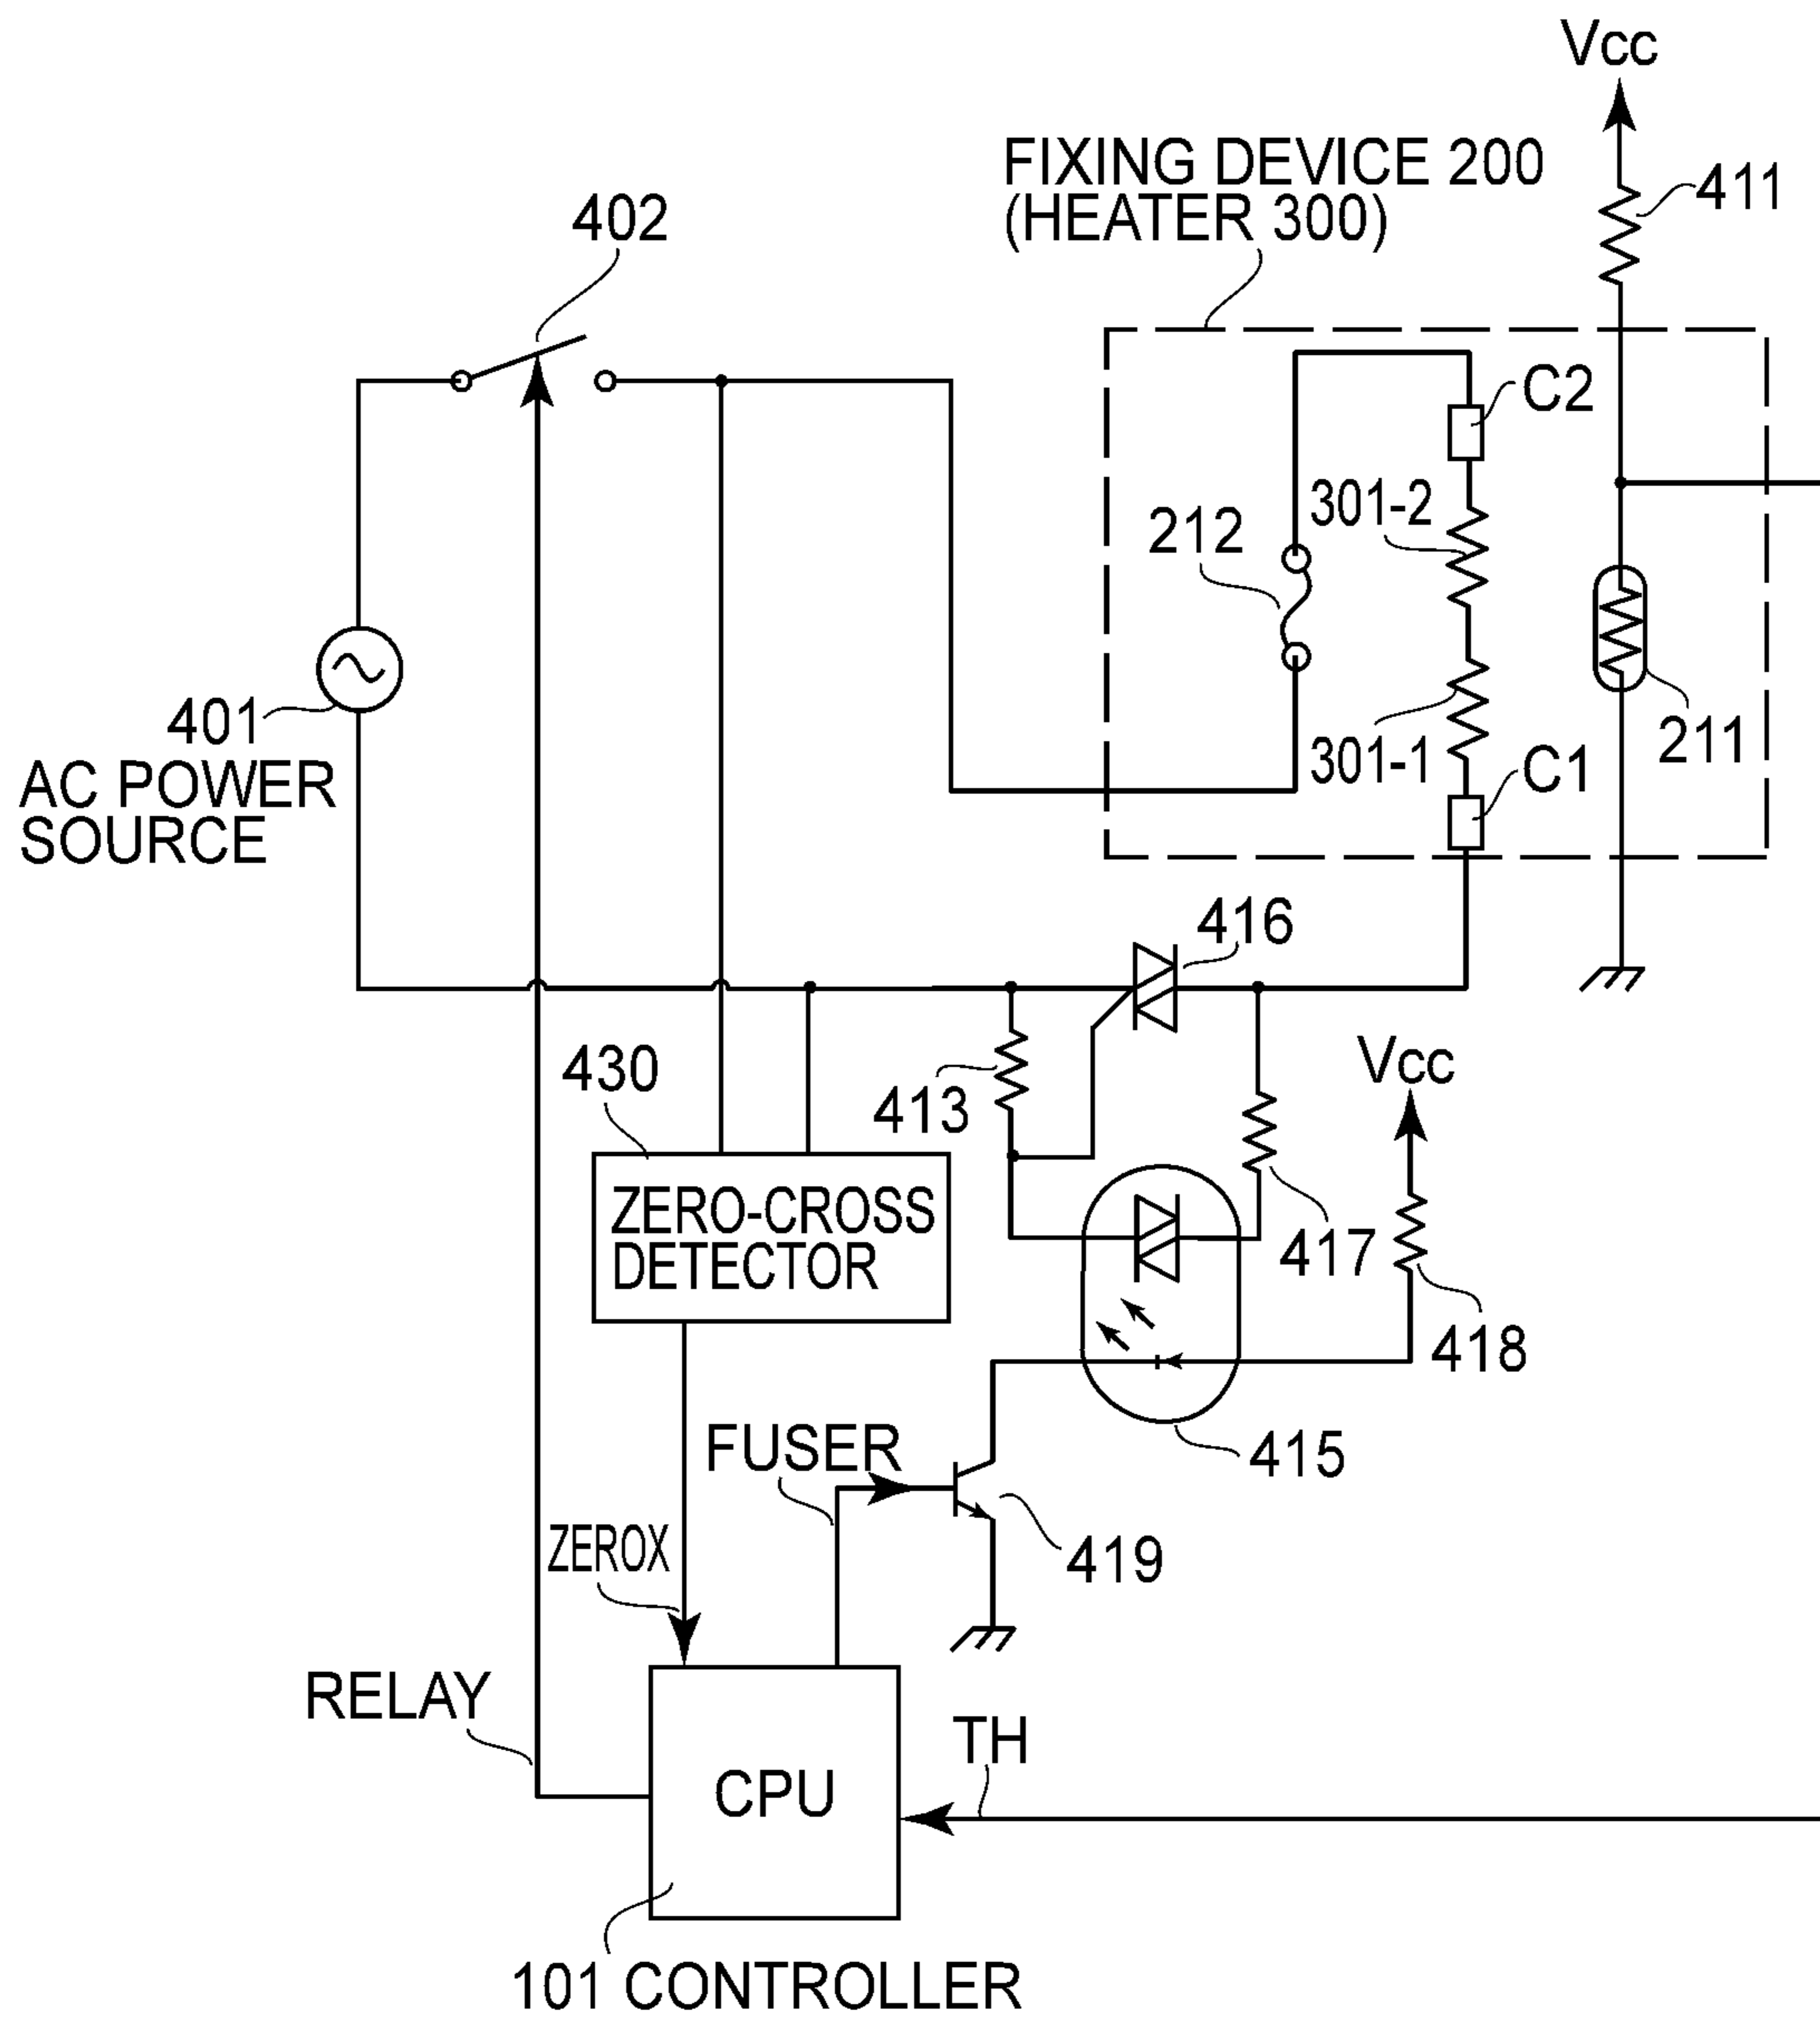 Vcc
FIXING DEVICE 200
(HEATER 300)
411
402
C2
301-2
212
401
AC POWER
SOURCE
301-1
211
C1
416
430
413
Vcc
ZERO-CROSS
DETECTOR
417
418
FUSER
415
ZEROX
419
RELAY
TH
CPU
101 CONTROLLER